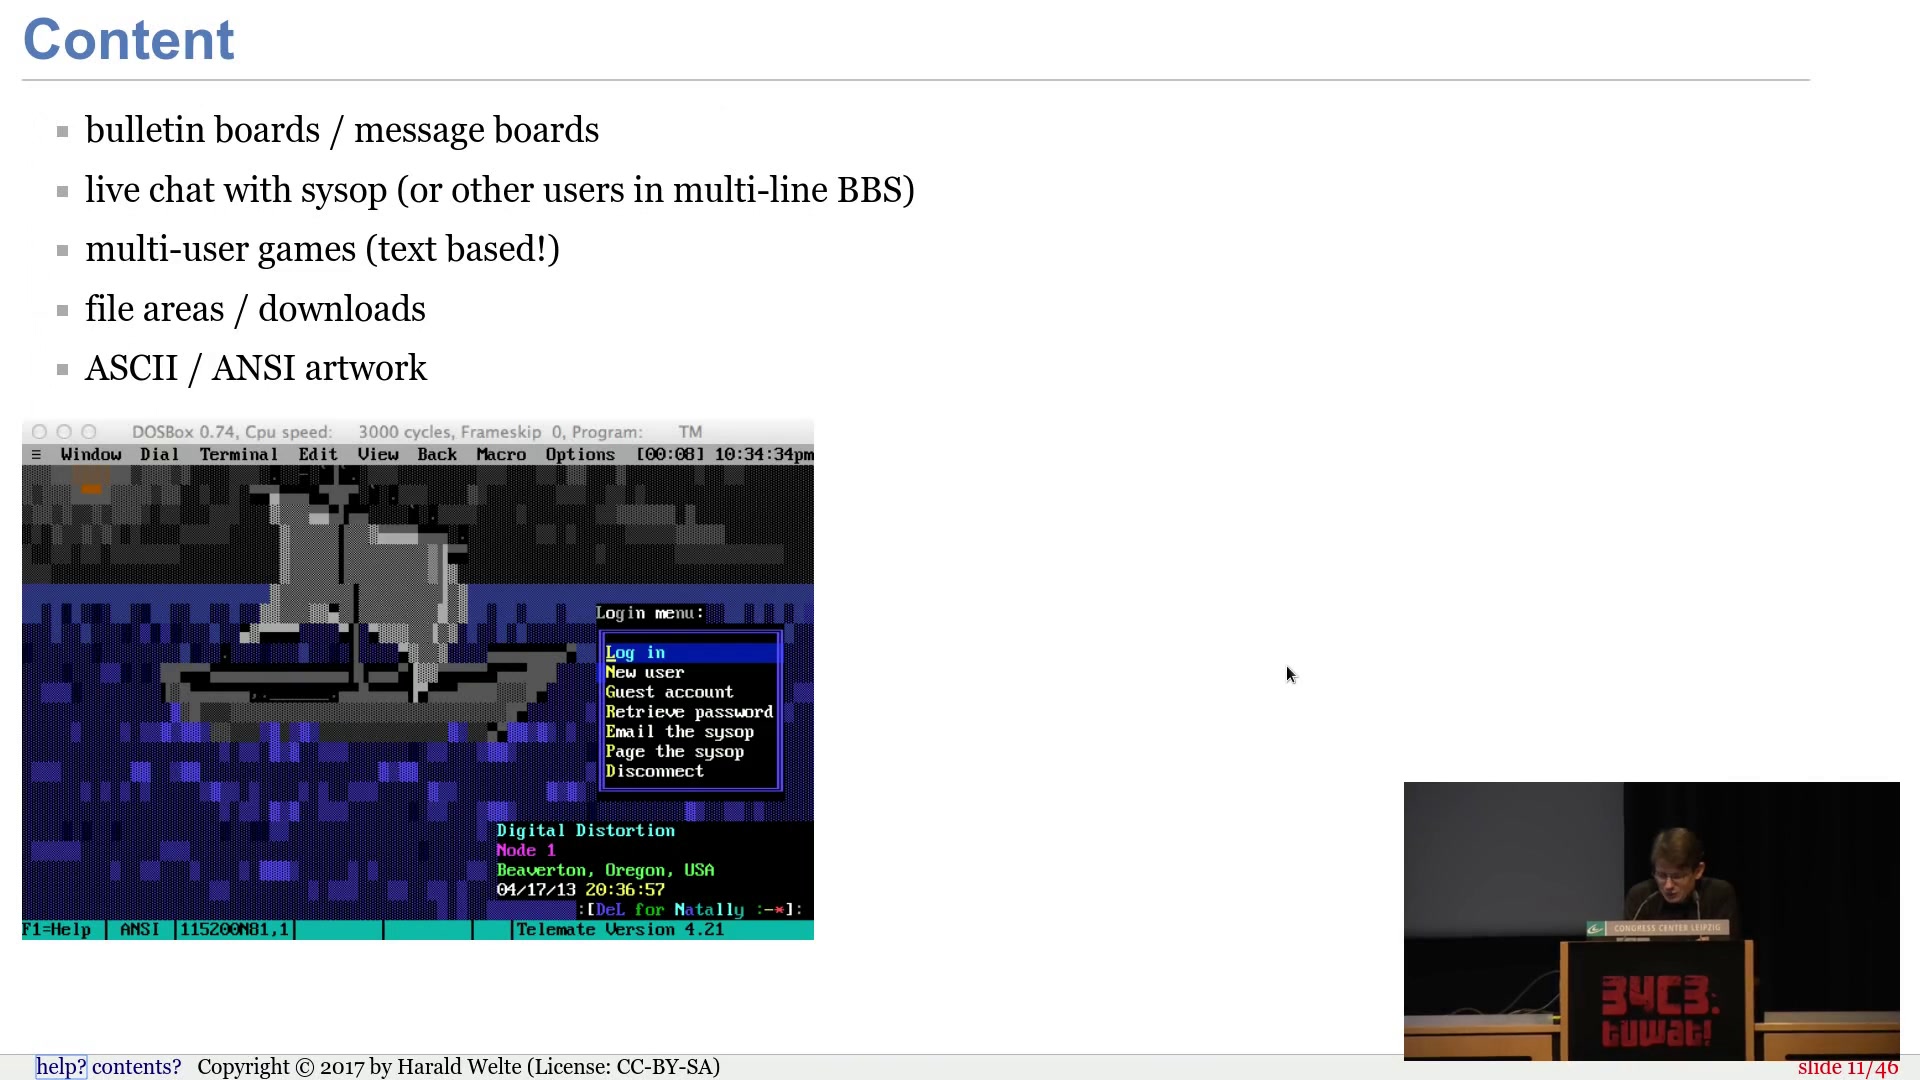 Content
bulletin boards / message boards
live chat with sysop (or other users in multi-line BBS)
multi-user games (text based!)
file areas / downloads
ASCII / ANSI artwork
DOSBox 0.74, Cpu speed: 3000 cycles, Frameskip 0, Program: TM
≡ Window Dial Terminal Edit View Back Macro Options [00:08] 10:34:34pm
Login menu:
Log in
New user
Guest account
Retrieve password
Email the sysop
Page the sysop
Disconnect
Digital Distortion
Node 1
Beaverton, Oregon, USA
04/17/13 20:36:57
:[DeL for Natally :-*]:
F1=Help | ANSI |115200N81,1| | | |Telemate Version 4.21
CONGRESS CENTER LEIPZIG
34C3.
tuwat!
help? contents? Copyright © 2017 by Harald Welte (License: CC-BY-SA)
slide 11/46